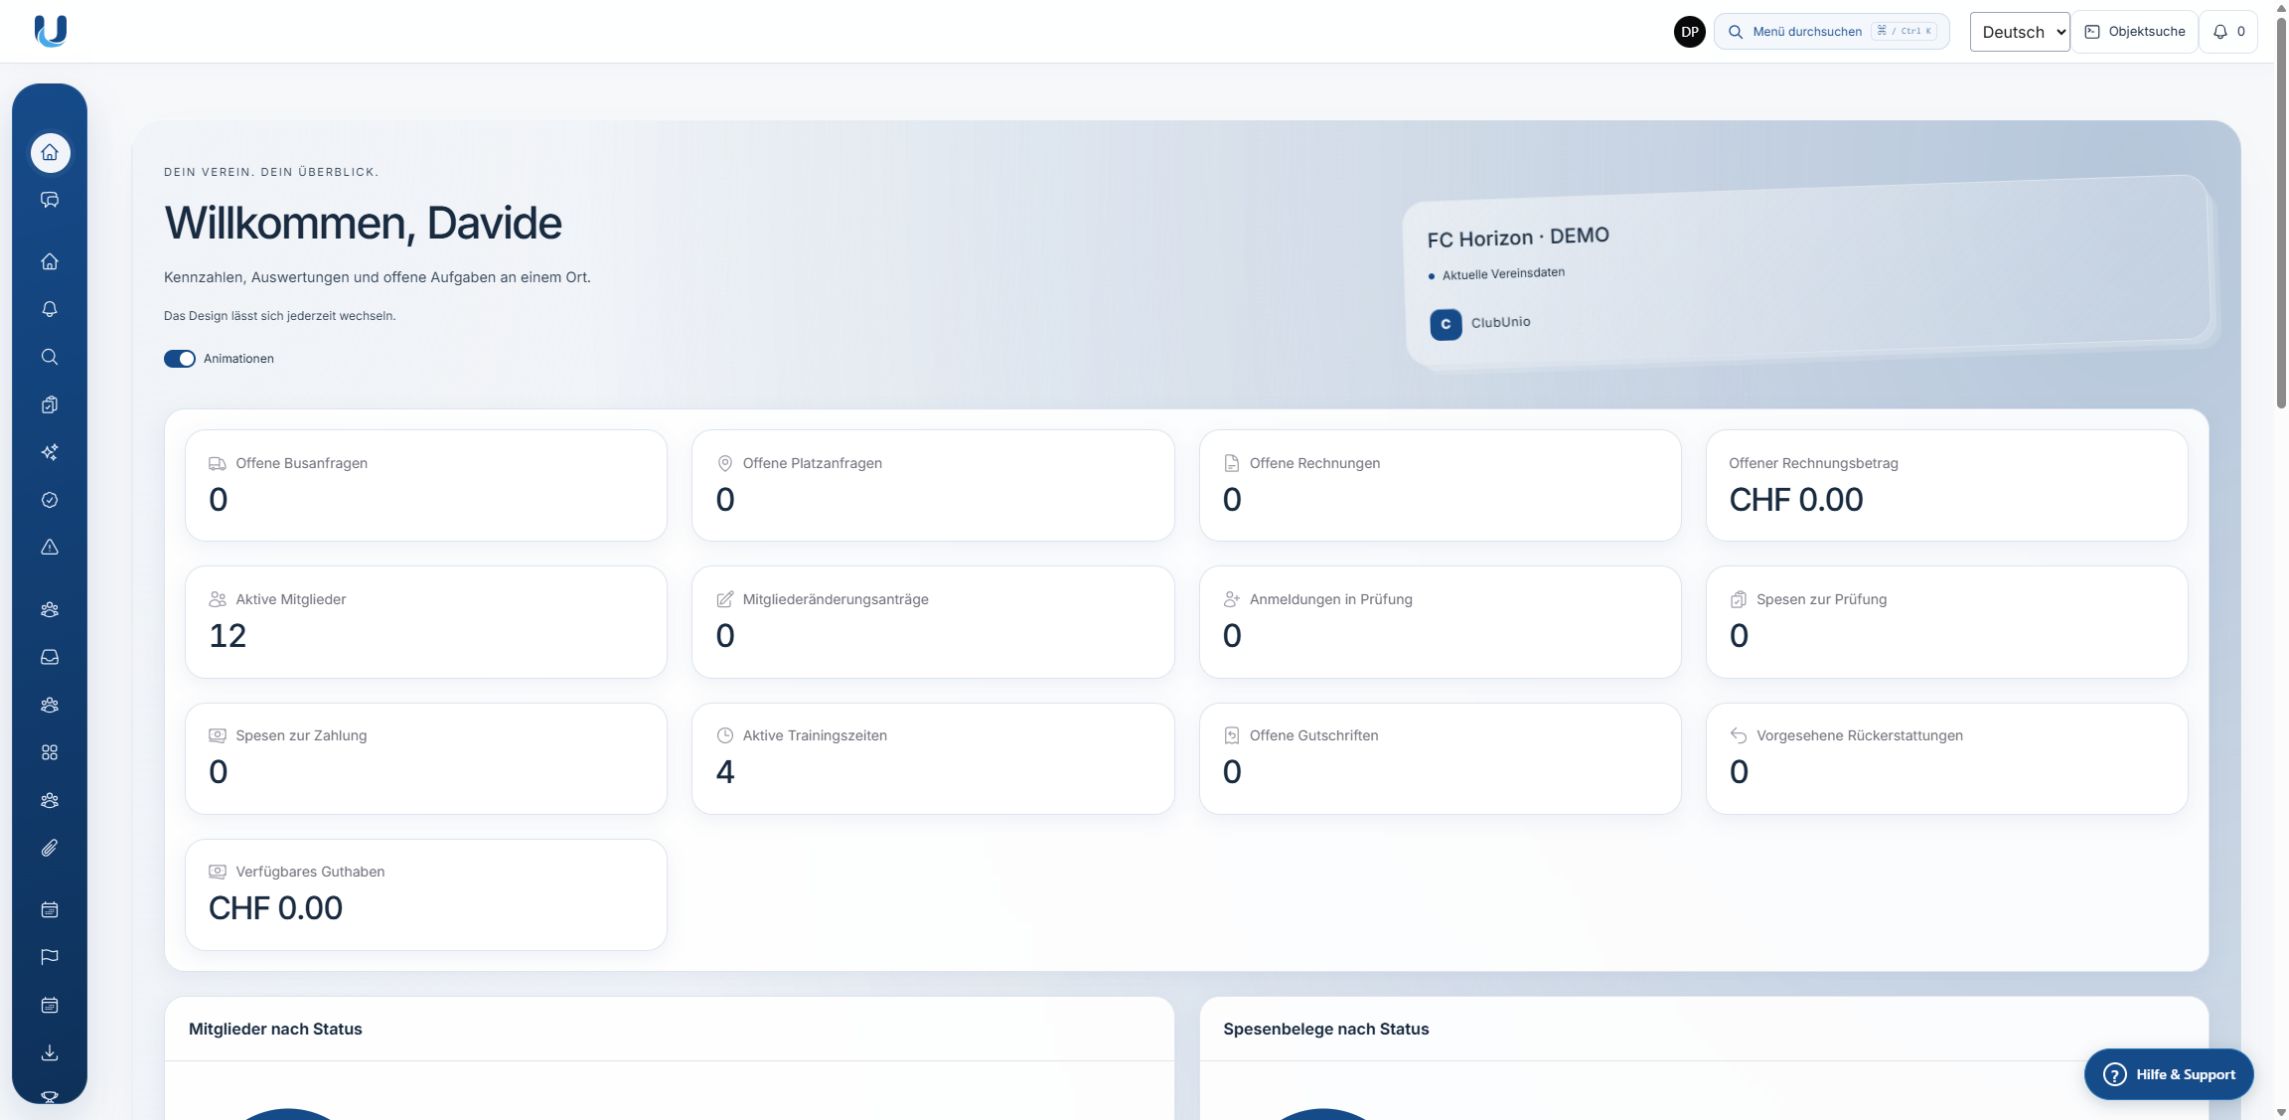 DP
Menü durchsuchen
⌘ / Ctrl K
Deutsch
Objektsuche
0
DEIN VEREIN. DEIN ÜBERBLICK.
Willkommen, Davide
Kennzahlen, Auswertungen und offene Aufgaben an einem Ort.
Das Design lässt sich jederzeit wechseln.
Animationen
FC Horizon · DEMO
Aktuelle Vereinsdaten
C ClubUnio
Offene Busanfragen
0
Offene Platzanfragen
0
Offene Rechnungen
0
Offener Rechnungsbetrag
CHF 0.00
Aktive Mitglieder
12
Mitgliederänderungsanträge
0
Anmeldungen in Prüfung
0
Spesen zur Prüfung
0
Spesen zur Zahlung
0
Aktive Trainingszeiten
4
Offene Gutschriften
0
Vorgesehene Rückerstattungen
0
Verfügbares Guthaben
CHF 0.00
Mitglieder nach Status
Spesenbelege nach Status
Hilfe & Support